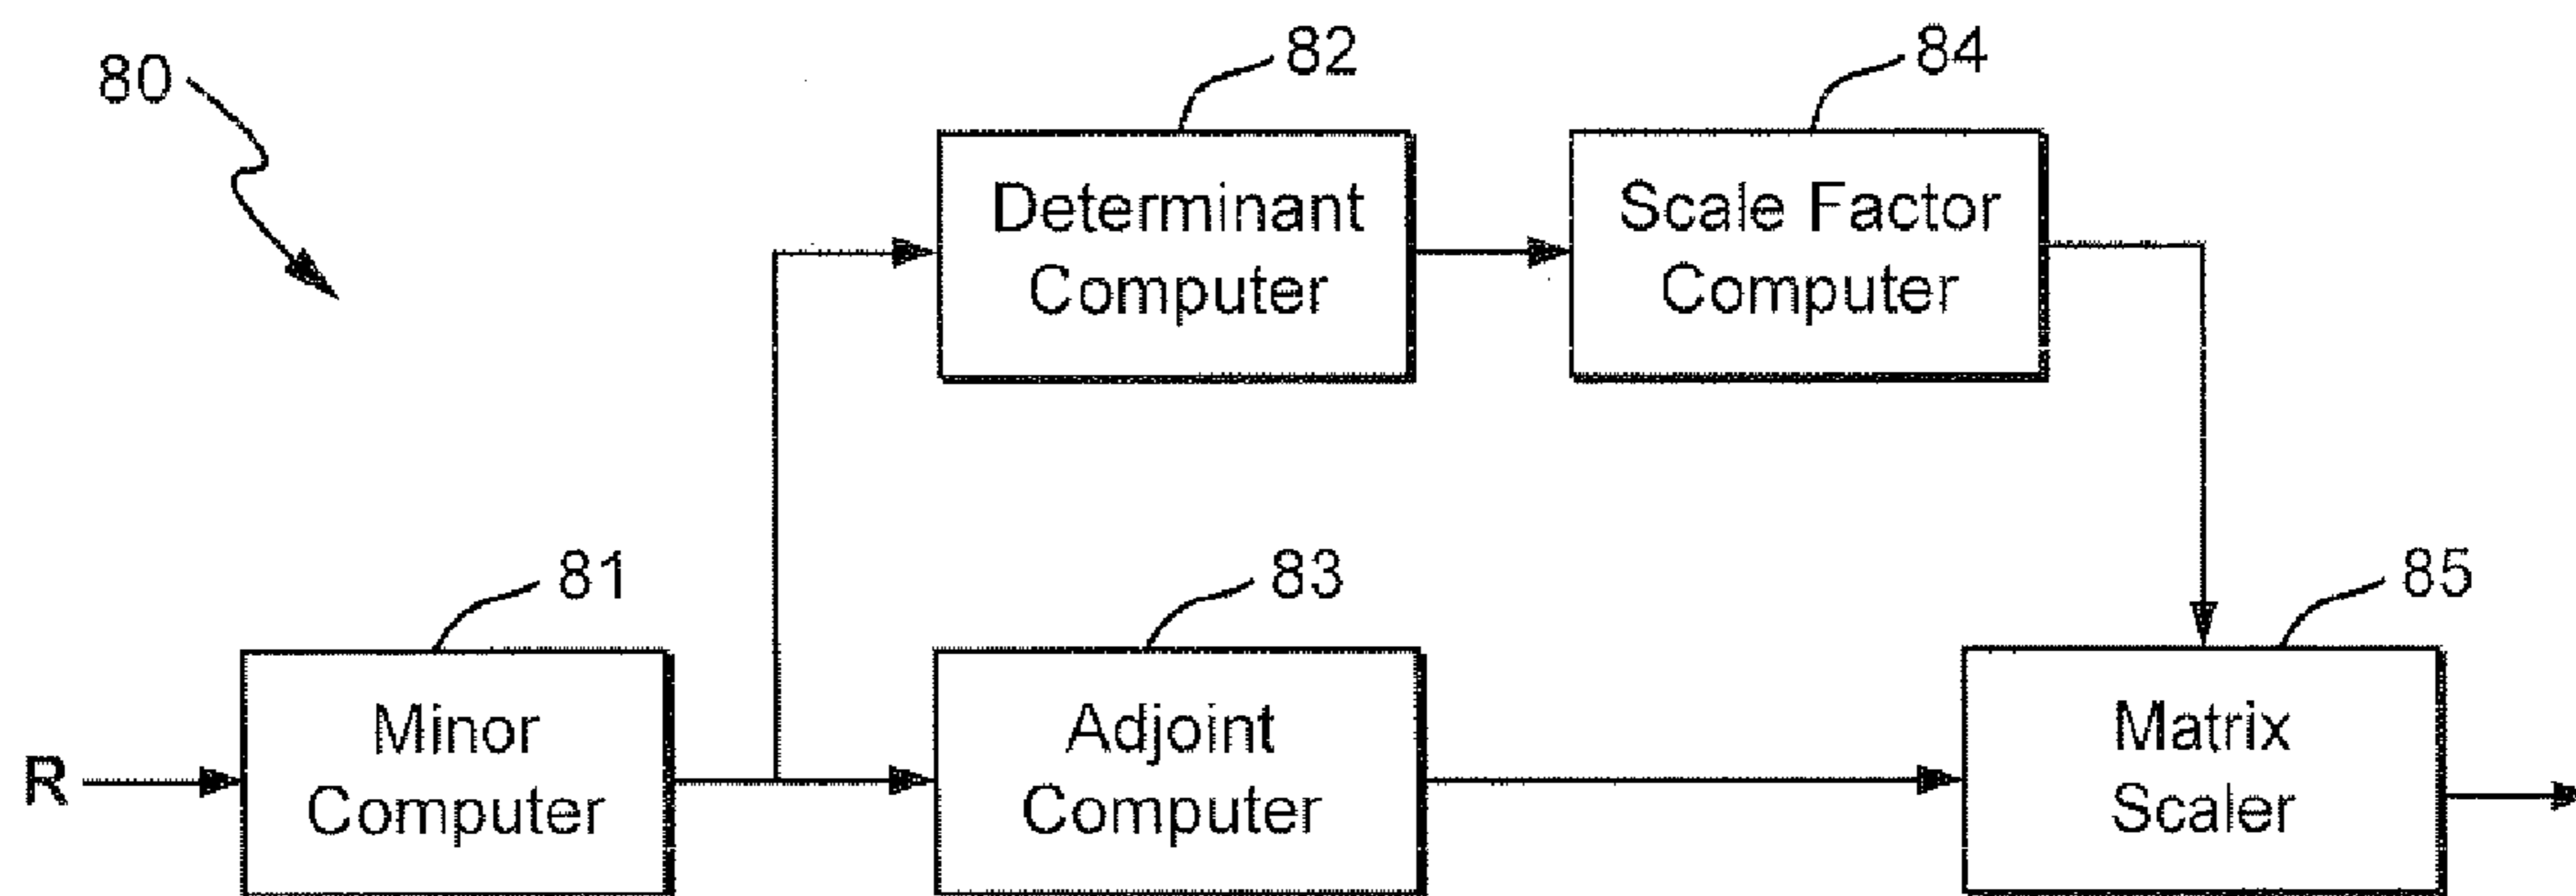 80
82
84
Determinant
Computer
Scale Factor
Computer
81
83
85
R
Minor
Computer
Adjoint
Computer
Matrix
Scaler